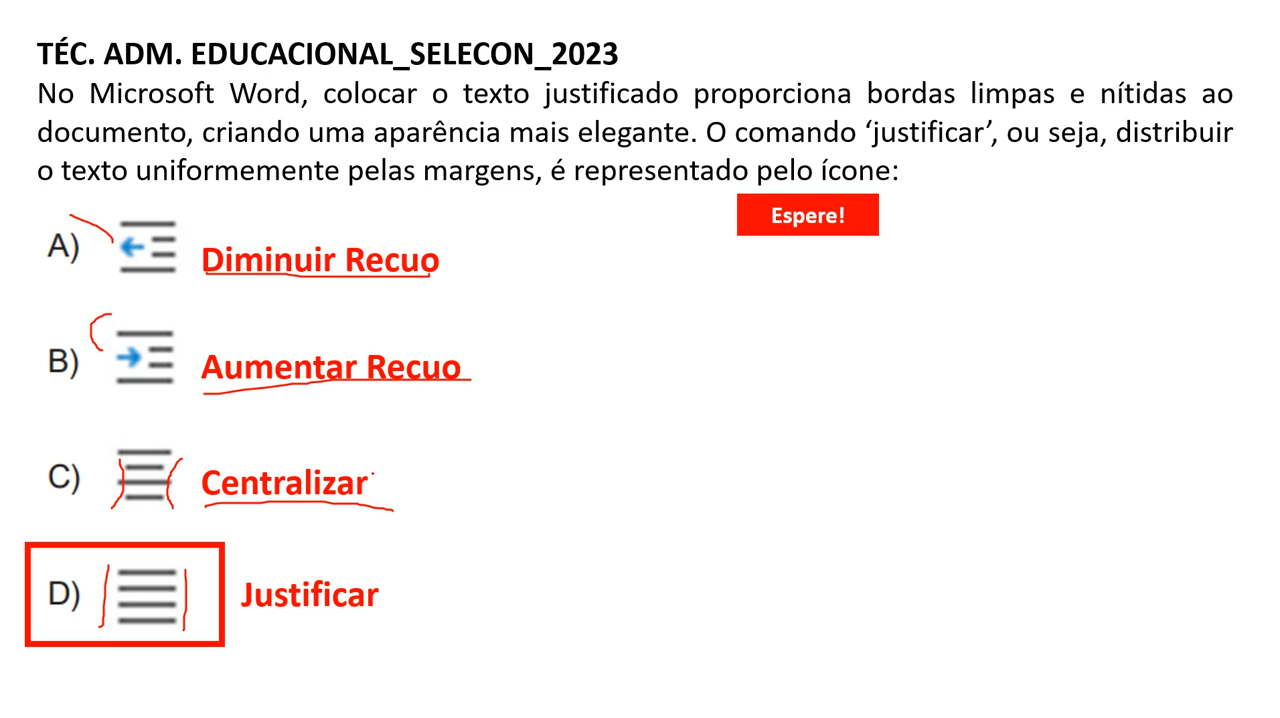 TÉC. ADM. EDUCACIONAL_SELECON_2023
No Microsoft Word, colocar o texto justificado proporciona bordas limpas e nítidas ao
documento, criando uma aparência mais elegante. O comando ‘justificar’, ou seja, distribuir
o texto uniformemente pelas margens, é representado pelo ícone:
Espere!
A) Diminuir Recuo
B) Aumentar Recuo
C) Centralizar
D) Justificar